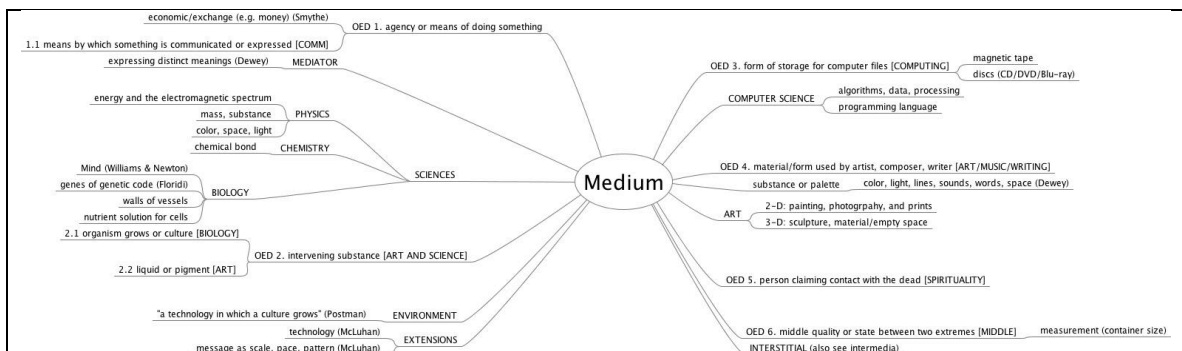 economic/exchange (e.g. money) (Smythe)
OED 1. agency or means of doing something
1.1 means by which something is communicated or expressed [COMM]
expressing distinct meanings (Dewey)
MEDIATOR
energy and the electromagnetic spectrum
mass, substance
PHYSICS
color, space, light
chemical bond
CHEMISTRY
SCIENCES
Mind (Williams & Newton)
genes of genetic code (Floridi)
BIOLOGY
walls of vessels
nutrient solution for cells
2.1 organism grows or culture [BIOLOGY]
OED 2. intervening substance [ART AND SCIENCE]
2.2 liquid or pigment [ART]
"a technology in which a culture grows" (Postman)
ENVIRONMENT
technology (McLuhan)
EXTENSIONS
message as scale, pace, pattern (McLuhan)
Medium
OED 3. form of storage for computer files [COMPUTING]
magnetic tape
discs (CD/DVD/Blu-ray)
COMPUTER SCIENCE
algorithms, data, processing
programming language
OED 4. material/form used by artist, composer, writer [ART/MUSIC/WRITING]
substance or palette
color, light, lines, sounds, words, space (Dewey)
ART
2-D: painting, photogrpahy, and prints
3-D: sculpture, material/empty space
OED 5. person claiming contact with the dead [SPIRITUALITY]
OED 6. middle quality or state between two extremes [MIDDLE]
measurement (container size)
INTERSTITIAL (also see intermedia)